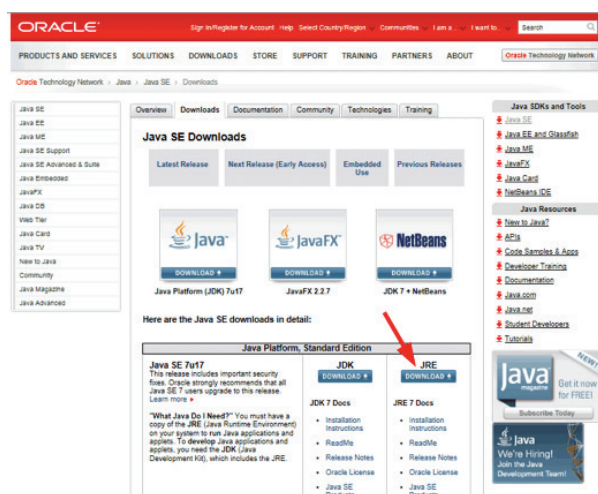 ORACLE
Sign In/Register for Account Help Select Country/Region Communities I am a... I want to... Search
PRODUCTS AND SERVICES SOLUTIONS DOWNLOADS STORE SUPPORT TRAINING PARTNERS ABOUT Oracle Technology Network
Oracle Technology Network > Java > Java SE > Downloads
Java SE
Java EE
Java ME
Java SE Support
Java SE Advanced & Suite
Java Embedded
JavaFX
Java DB
Web Tier
Java Card
Java TV
New to Java
Community
Java Magazine
Java Advanced
Overview Downloads Documentation Community Technologies Training
Java SE Downloads
Latest Release Next Release (Early Access) Embedded Use Previous Releases
Java JavaFX NetBeans
DOWNLOAD DOWNLOAD DOWNLOAD
Java Platform (JDK) 7u17 JavaFX 2.2.7 JDK 7 + NetBeans
Here are the Java SE downloads in detail:
Java Platform, Standard Edition
Java SE 7u17
This release includes important security
fixes. Oracle strongly recommends that all
Java SE 7 users upgrade to this release.
Learn more
"What Java Do I Need?" You must have a
copy of the JRE (Java Runtime Environment)
on your system to run Java applications and
applets. To develop Java applications and
applets, you need the JDK (Java
Development Kit), which includes the JRE.
JDK
DOWNLOAD
JDK 7 Docs
• Installation
Instructions
• ReadMe
• Release Notes
• Oracle License
• Java SE
Products
JRE
DOWNLOAD
JRE 7 Docs
• Installation
Instructions
• ReadMe
• Release Notes
• Oracle License
• Java SE
Products
Java SDKs and Tools
Java SE
Java EE and Glassfish
Java ME
JavaFX
Java Card
NetBeans IDE
Java Resources
New to Java?
APIs
Code Samples & Apps
Developer Training
Documentation
Java.com
Java.net
Student Developers
Tutorials
NEW!
Java
magazine
Get it now
for FREE!
Subscribe Today
Java
We're Hiring!
Join the Java
Development Team!